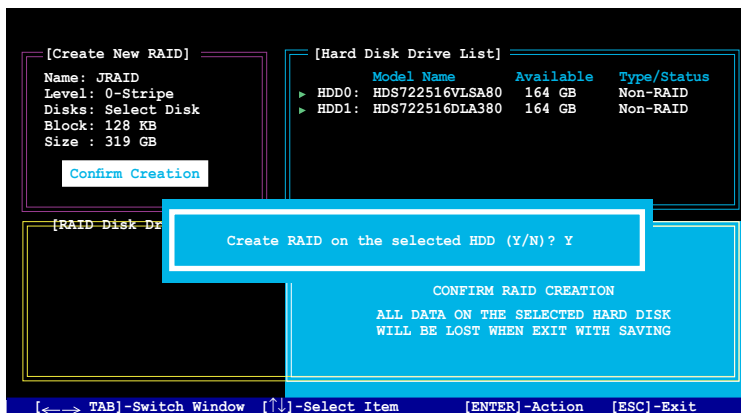 [Create New RAID]
Name: JRAID
Level: 0-Stripe
Disks: Select Disk
Block: 128 KB
Size : 319 GB
Confirm Creation
[Hard Disk Drive List]
Model Name Available Type/Status
HDD0: HDS722516VLSA80 164 GB Non-RAID
HDD1: HDS722516DLA380 164 GB Non-RAID
[RAID Disk Dr
Create RAID on the selected HDD (Y/N)? Y
CONFIRM RAID CREATION
ALL DATA ON THE SELECTED HARD DISK
WILL BE LOST WHEN EXIT WITH SAVING
[←→ TAB]-Switch Window [↑↓]-Select Item [ENTER]-Action [ESC]-Exit